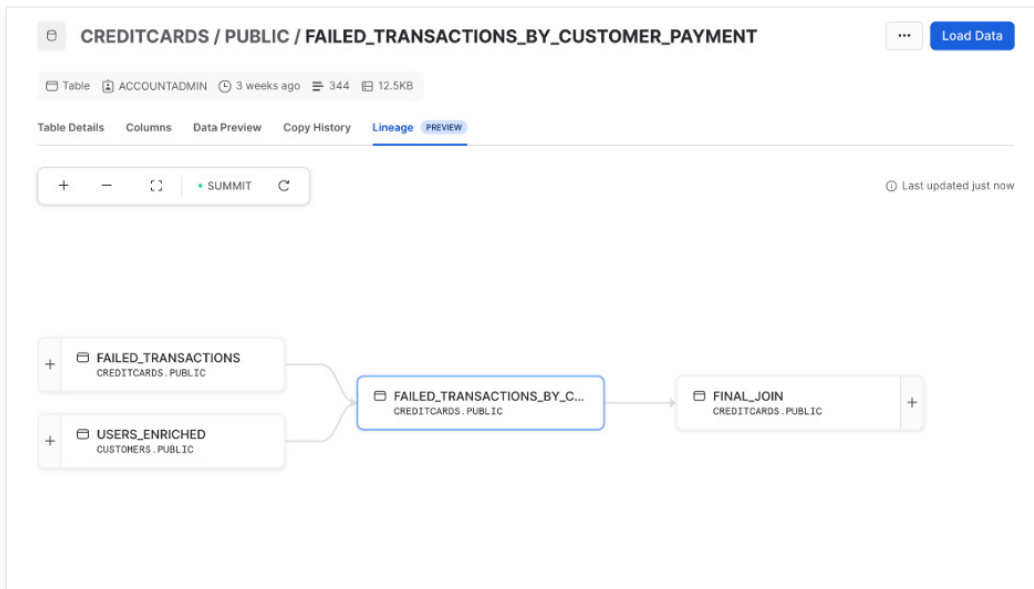 CREDITCARDS / PUBLIC / FAILED_TRANSACTIONS_BY_CUSTOMER_PAYMENT
... Load Data
Table ACCOUNTADMIN 3 weeks ago 344 12.5KB
Table Details Columns Data Preview Copy History Lineage PREVIEW
+ − SUMMIT
Last updated just now
+ FAILED_TRANSACTIONS
CREDITCARDS.PUBLIC
+ USERS_ENRICHED
CUSTOMERS.PUBLIC
FAILED_TRANSACTIONS_BY_C...
CREDITCARDS.PUBLIC
FINAL_JOIN +
CREDITCARDS.PUBLIC